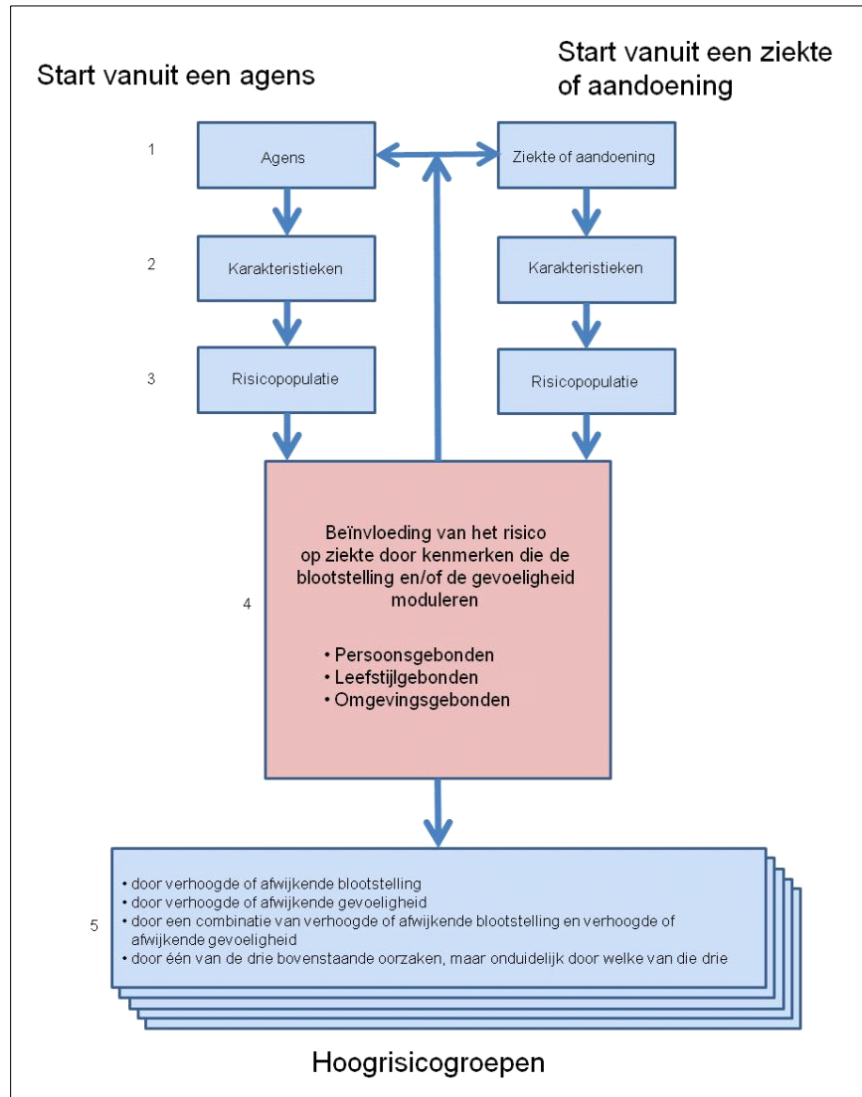 Start vanuit een agens
Start vanuit een ziekte
of aandoening
1
Agens
Ziekte of aandoening
2
Karakteristieken
Karakteristieken
3
Risicopopulatie
Risicopopulatie
4
Beïnvloeding van het risico
op ziekte door kenmerken die de
blootstelling en/of de gevoeligheid
moduleren
• Persoonsgebonden
• Leefstijlgebonden
• Omgevingsgebonden
5
• door verhoogde of afwijkende blootstelling
• door verhoogde of afwijkende gevoeligheid
• door een combinatie van verhoogde of afwijkende blootstelling en verhoogde of
afwijkende gevoeligheid
• door één van de drie bovenstaande oorzaken, maar onduidelijk door welke van die drie
Hoogrisicogroepen